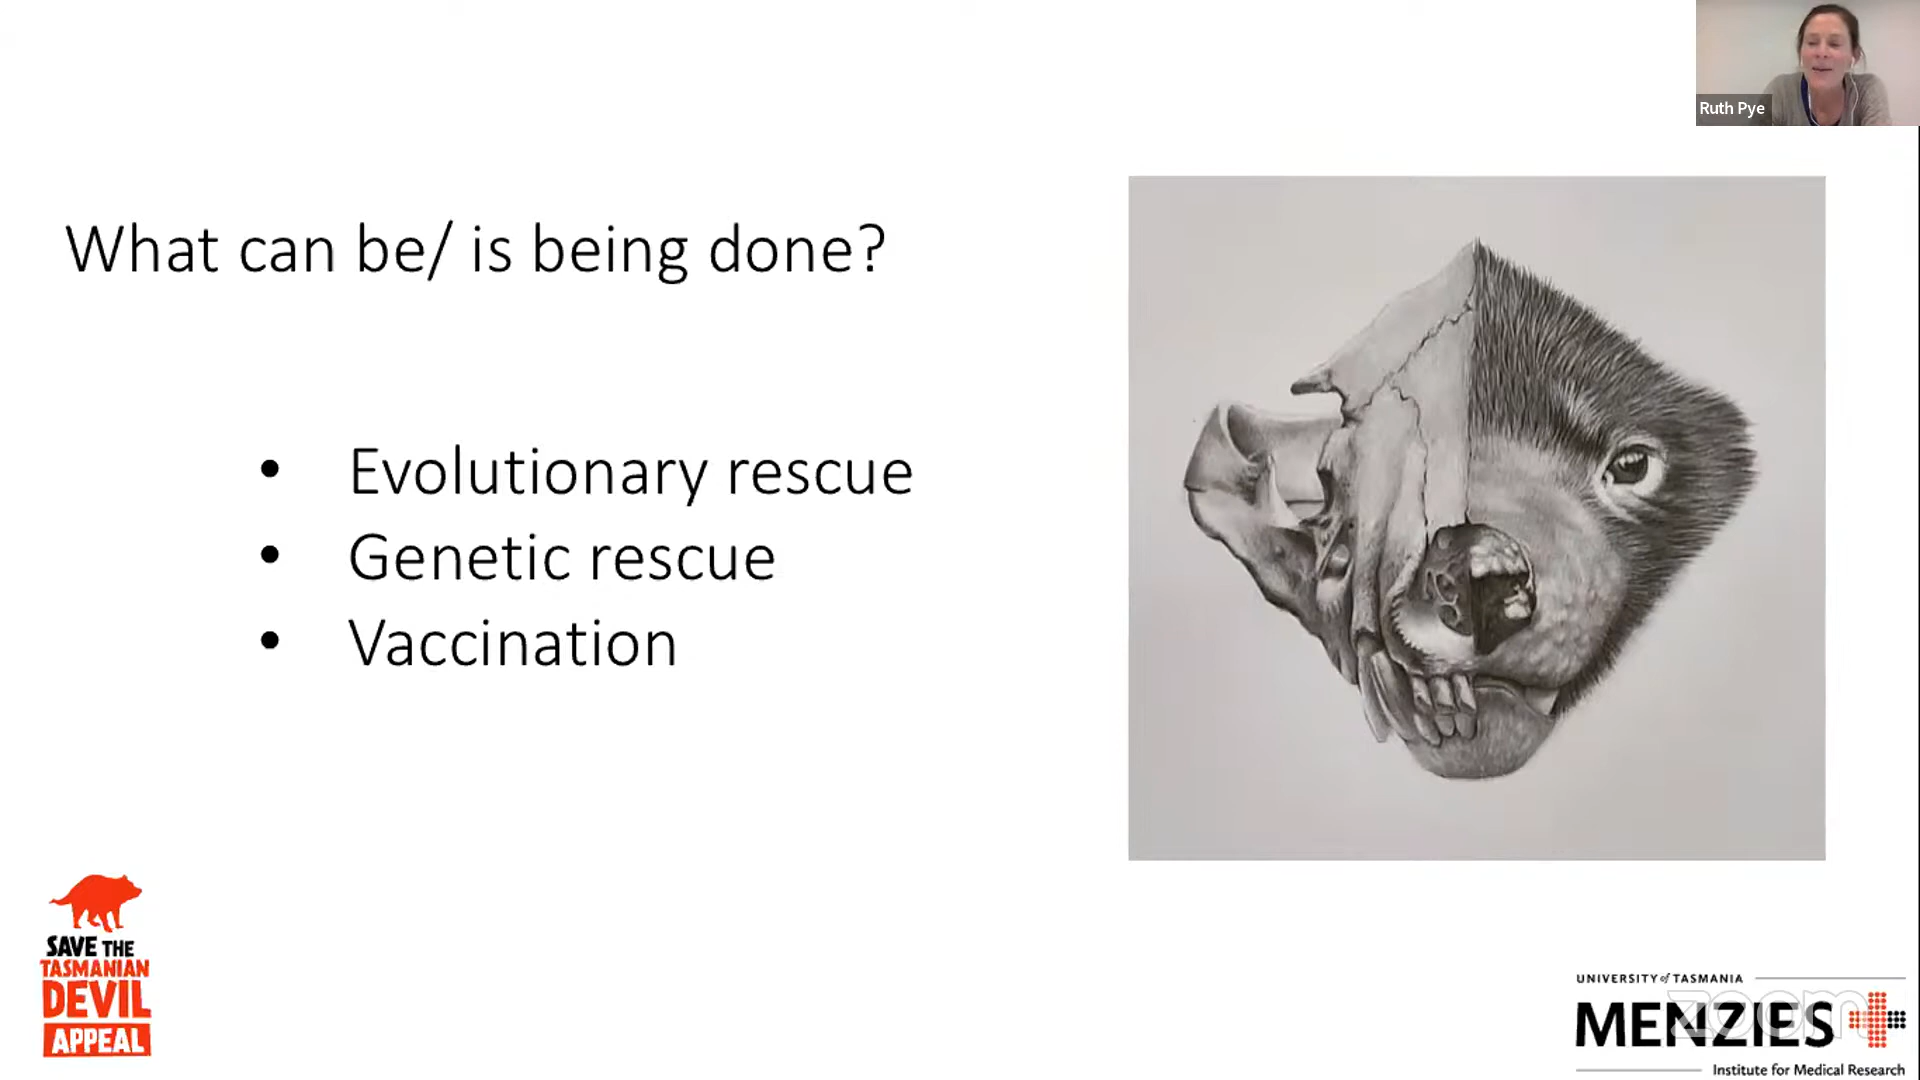 Ruth Pye
What can be/ is being done?
• Evolutionary rescue
• Genetic rescue
• Vaccination
SAVE THE
TASMANIAN
DEVIL
APPEAL
UNIVERSITY of TASMANIA
zoom
MENZIES
Institute for Medical Research